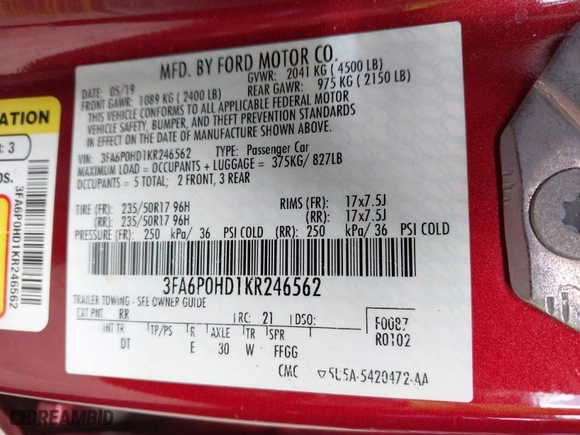 MFD. BY FORD MOTOR CO.
DATE: 05/19 GVWR: 2041 KG (4500 LB)
FRONT GAWR: 1089 KG (2400 LB) REAR GAWR: 975 KG (2150 LB)
THIS VEHICLE CONFORMS TO ALL APPLICABLE FEDERAL MOTOR
VEHICLE SAFETY, BUMPER, AND THEFT PREVENTION STANDARDS
IN EFFECT ON THE DATE OF MANUFACTURE SHOWN ABOVE.
VIN: 3FA6P0HD1KR246562 TYPE: Passenger Car
MAXIMUM LOAD = OCCUPANTS + LUGGAGE = 375KG/ 827LB
OCCUPANTS = 5 TOTAL; 2 FRONT, 3 REAR
TIRE (FR): 235/50R17 96H RIMS (FR): 17x7.5J
(RR): 235/50R17 96H (RR): 17x7.5J
PRESSURE (FR): 250 kPa/ 36 PSI COLD (RR): 250 kPa/ 36 PSI COLD
3FA6P0HD1KR246562
TRAILER TOWING - SEE OWNER GUIDE
EXT PNT: RR RC: 21 DSO: F0087
INT TR TP/PS R AXLE TR SPR R0102
DT E 30 W FFGG
CMC 5U5A-5420472-AA
ATION
: 3
bs.
3FA6P0HD1KR246562
DREAMBID